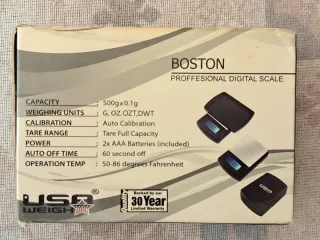 BOSTON
PROFFESIONAL DIGITAL SCALE
CAPACITY : 500gx0.1g
WEIGHING UNITS : G, OZ,OZT,DWT
CALIBRATION : Auto Calibration
TARE RANGE : Tare Full Capacity
POWER : 2x AAA Batteries (included)
AUTO OFF TIME : 60 second off
OPERATION TEMP : 50-86 degrees Fahrenheit
USA
WEIGH
®
Quality
Backed by our
30 Year
Limited Warranty